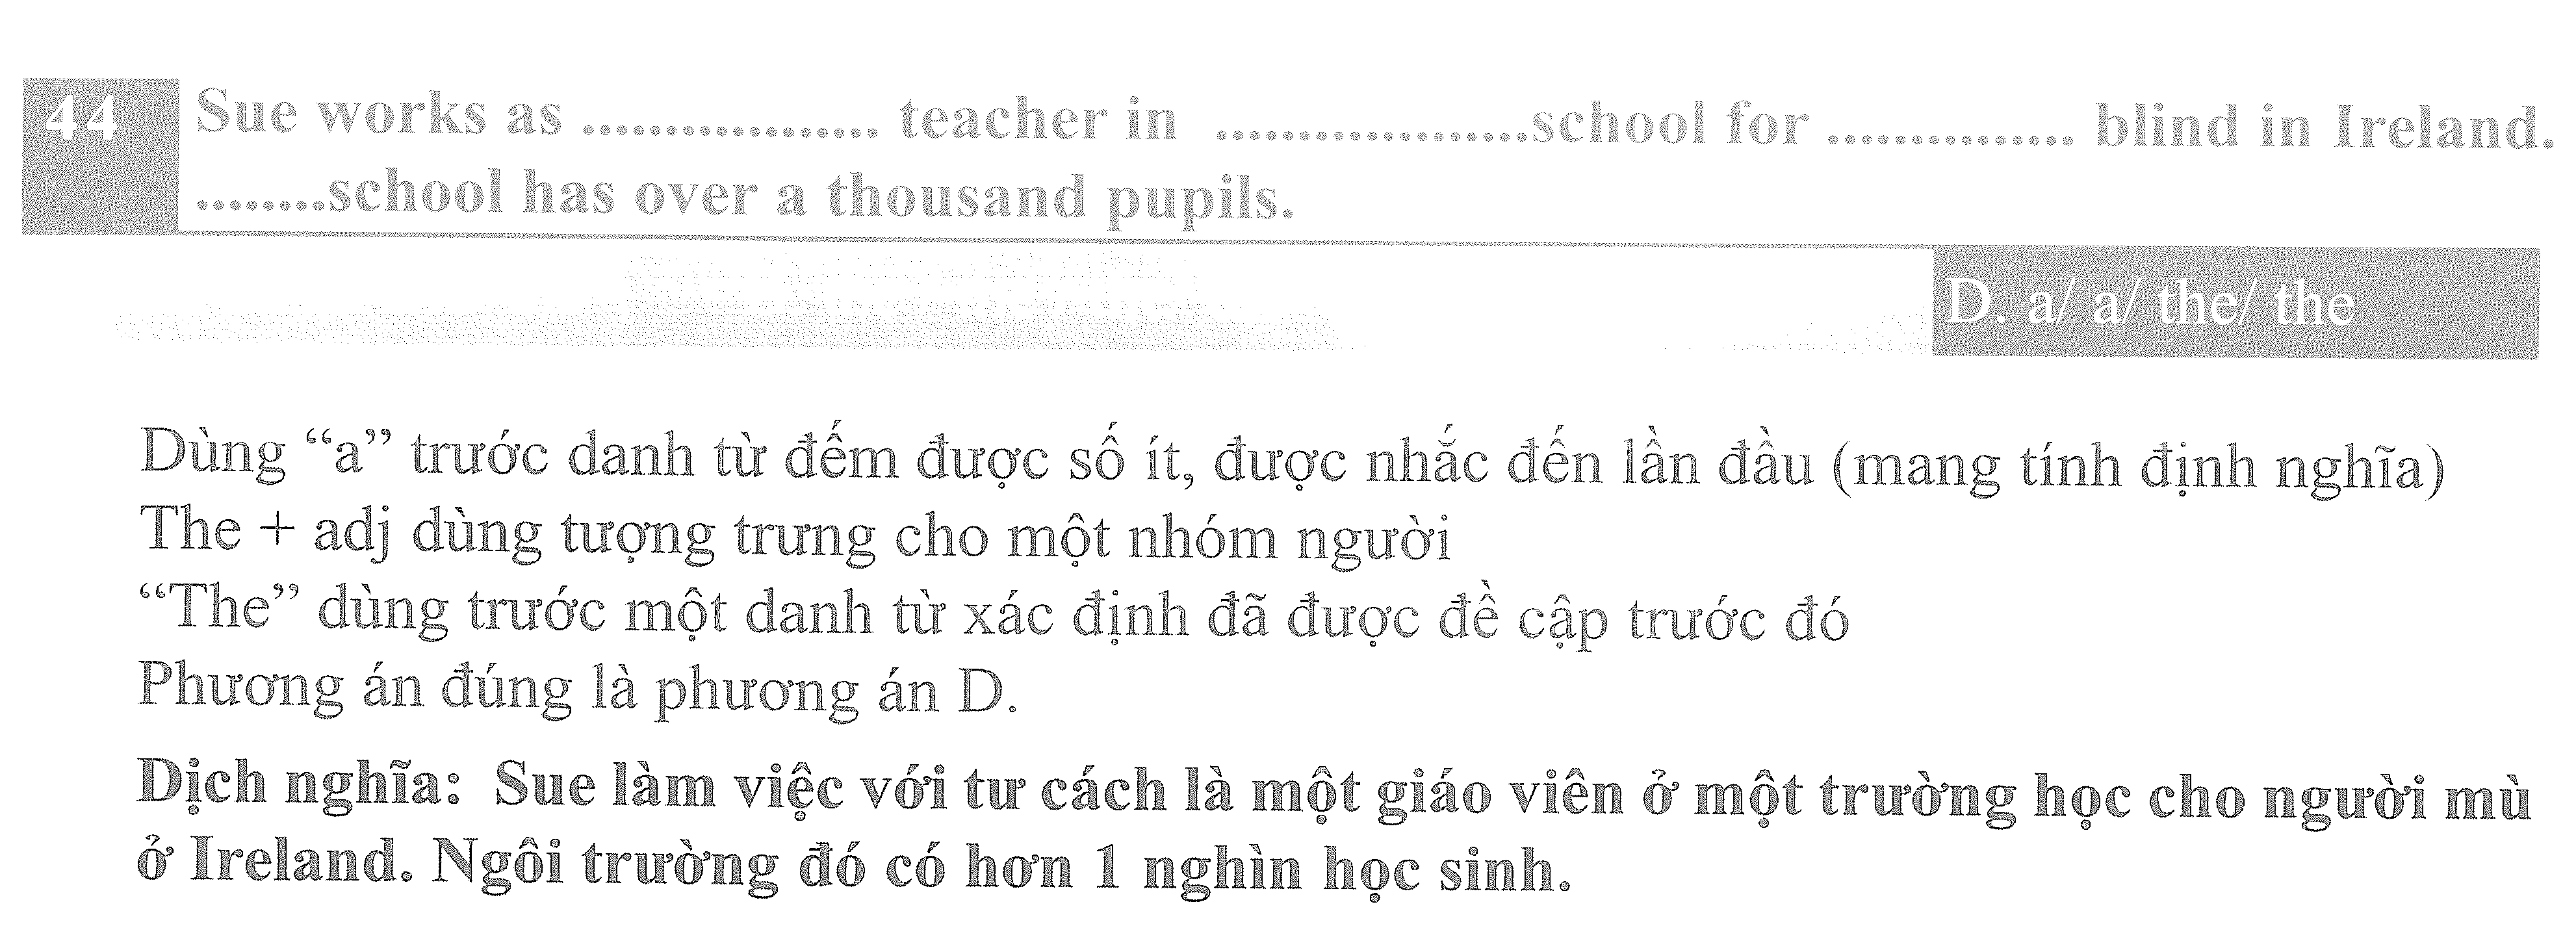 44 Sue works as .................. teacher in ...................school for ............... blind in Ireland.
........school has over a thousand pupils.
D. a/ a/ the/ the
Dùng “a” trước danh từ đếm được số ít, được nhắc đến lần đầu (mang tính định nghĩa)
The + adj dùng tượng trưng cho một nhóm người
“The” dùng trước một danh từ xác định đã được đề cập trước đó
Phương án đúng là phương án D.
Dịch nghĩa: Sue làm việc với tư cách là một giáo viên ở một trường học cho người mù
ở Ireland. Ngôi trường đó có hơn 1 nghìn học sinh.